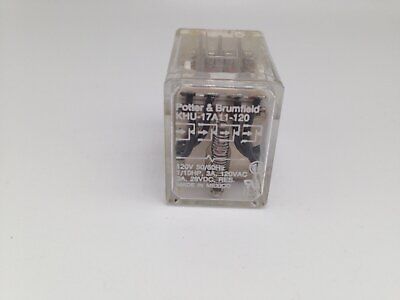 Potter & Brumfield
KHU-17A11-120
120V 50/60Hz
1/10HP, 3A, 120VAC
3A, 28VDC, RES.
MADE IN MEXICO